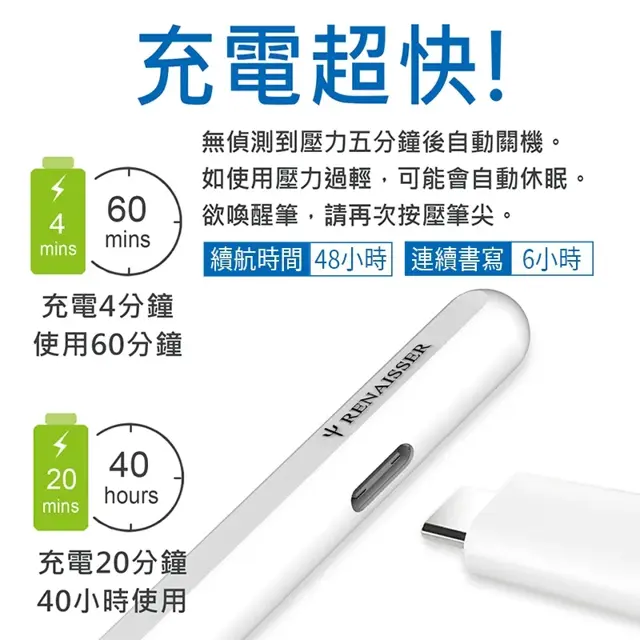 充電超快!
無偵測到壓力五分鐘後自動關機。
如使用壓力過輕，可能會自動休眠。
欲喚醒筆，請再次按壓筆尖。
續航時間 48小時 連續書寫 6小時
4 mins
60 mins
充電4分鐘
使用60分鐘
RENAISSER
20 mins
40 hours
充電20分鐘
40小時使用